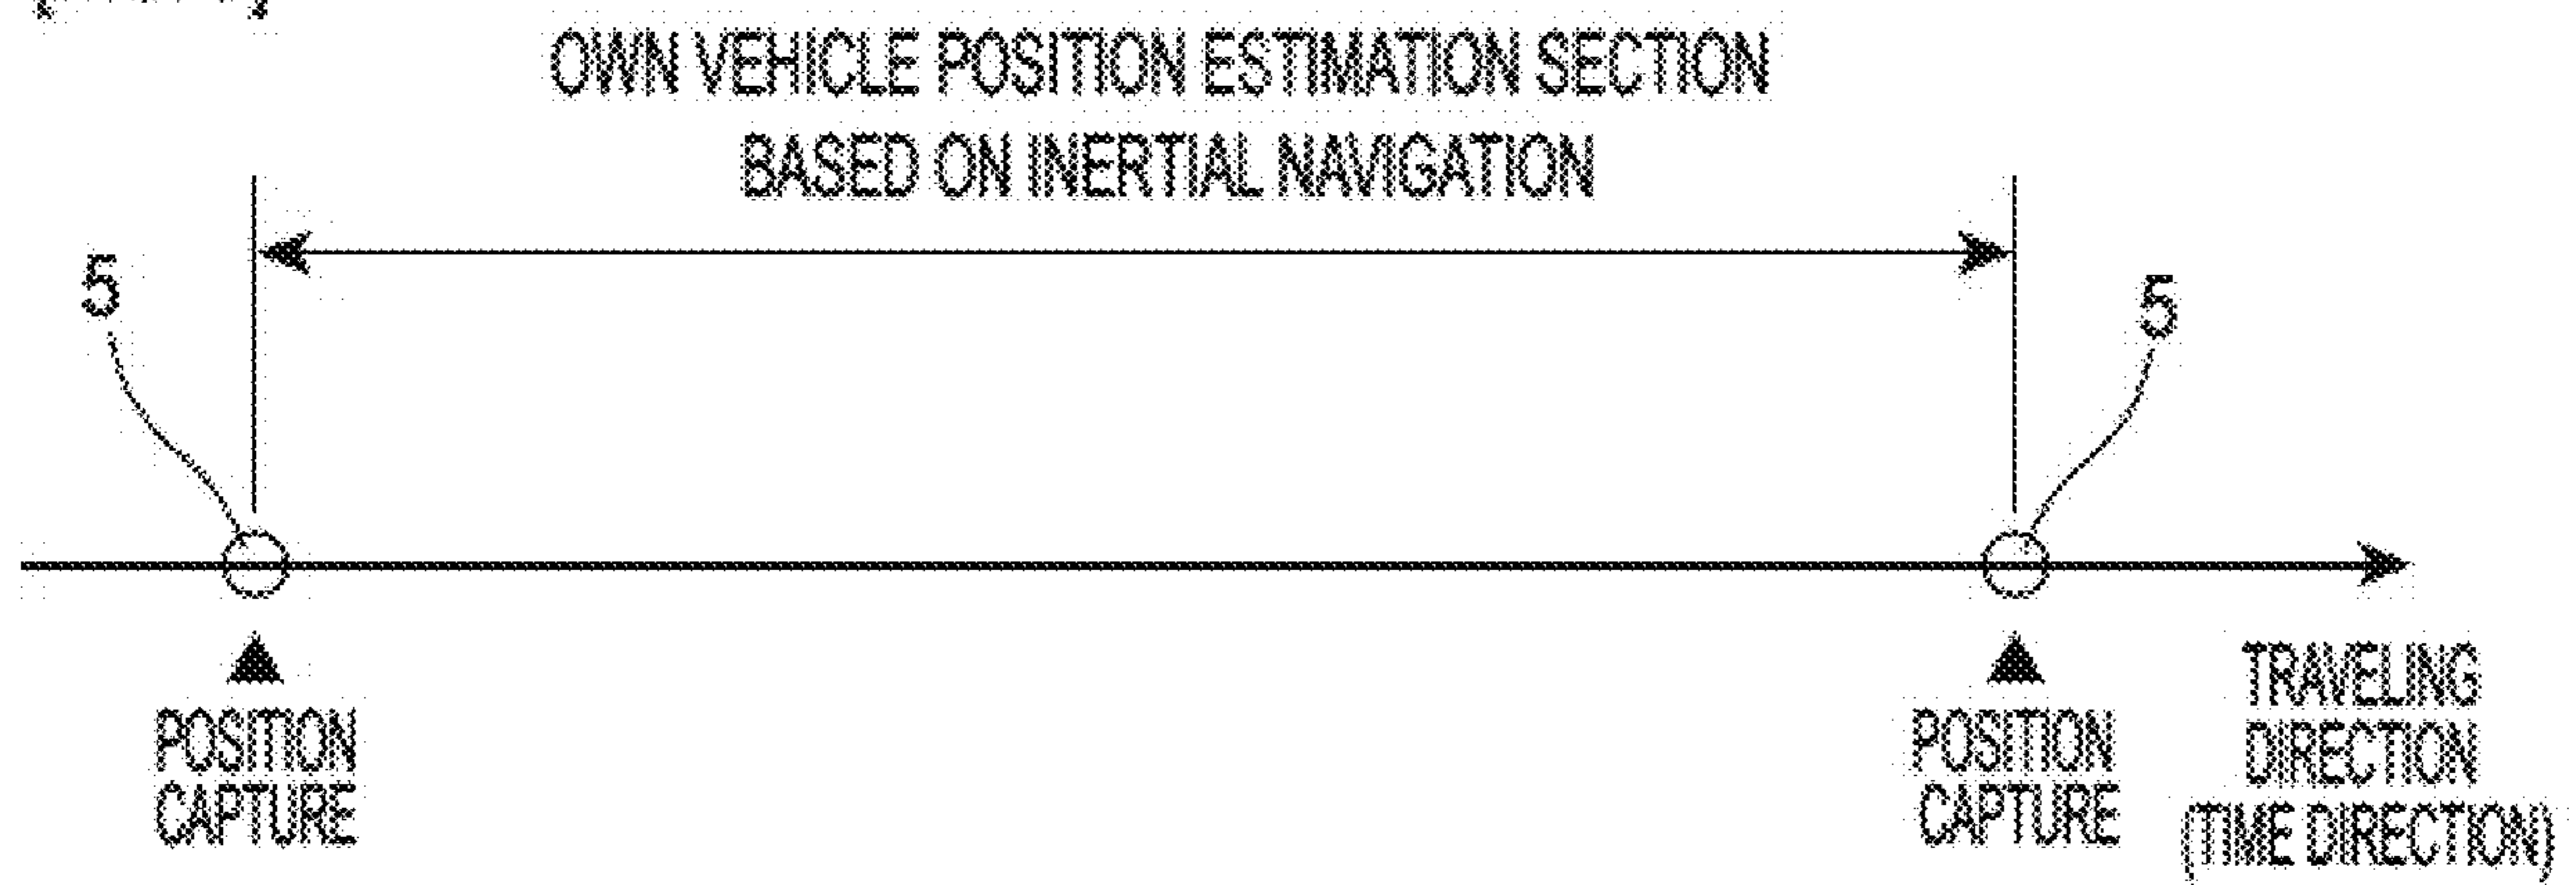 OWN VEHICLE POSITION ESTIMATION SECTION
BASED ON INERTIAL NAVIGATION
5
5
POSITION
CAPTURE
POSITION
CAPTURE
TRAVELING
DIRECTION
(TIME DIRECTION)